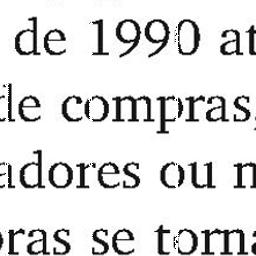 de 1990 at
de compras,
adores ou n
oras se torna